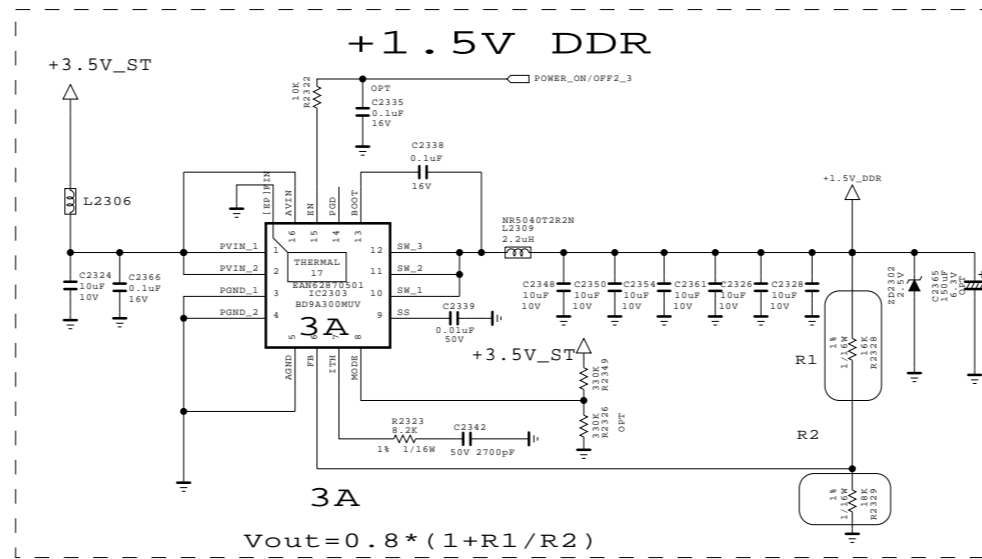 +1.5V DDR
+3.5V_ST
L2306
C2324
10uF
10V
C2366
0.1uF
16V
10K
R2322
OPT
C2335
0.1uF
16V
POWER_ON/OFF2_3
C2338
0.1uF
16V
[EP]FIN
AVIN
EN
PGD
BOOT
16
15
14
13
PVIN_1
PVIN_2
PGND_1
PGND_2
1
2
3
4
THERMAL
17
EAN62870501
IC2303
BD9A300MUV
3A
12
11
10
9
SW_3
SW_2
SW_1
SS
5
6
7
8
AGND
FB
ITH
MODE
C2339
0.01uF
50V
NR5040T2R2N
L2309
2.2uH
C2348
10uF
10V
C2350
10uF
10V
C2354
10uF
10V
C2361
10uF
10V
C2326
10uF
10V
C2328
10uF
10V
+1.5V_DDR
ZD2302
2.5V
C2365
150uF
6.3V
OPT
+
R1
1%
1/16W
16K
R2328
R2
1%
1/16W
18K
R2329
+3.5V_ST
330K
R2349
330K
R2326
OPT
R2323
8.2K
1% 1/16W
C2342
50V 2700pF
3A
Vout=0.8*(1+R1/R2)